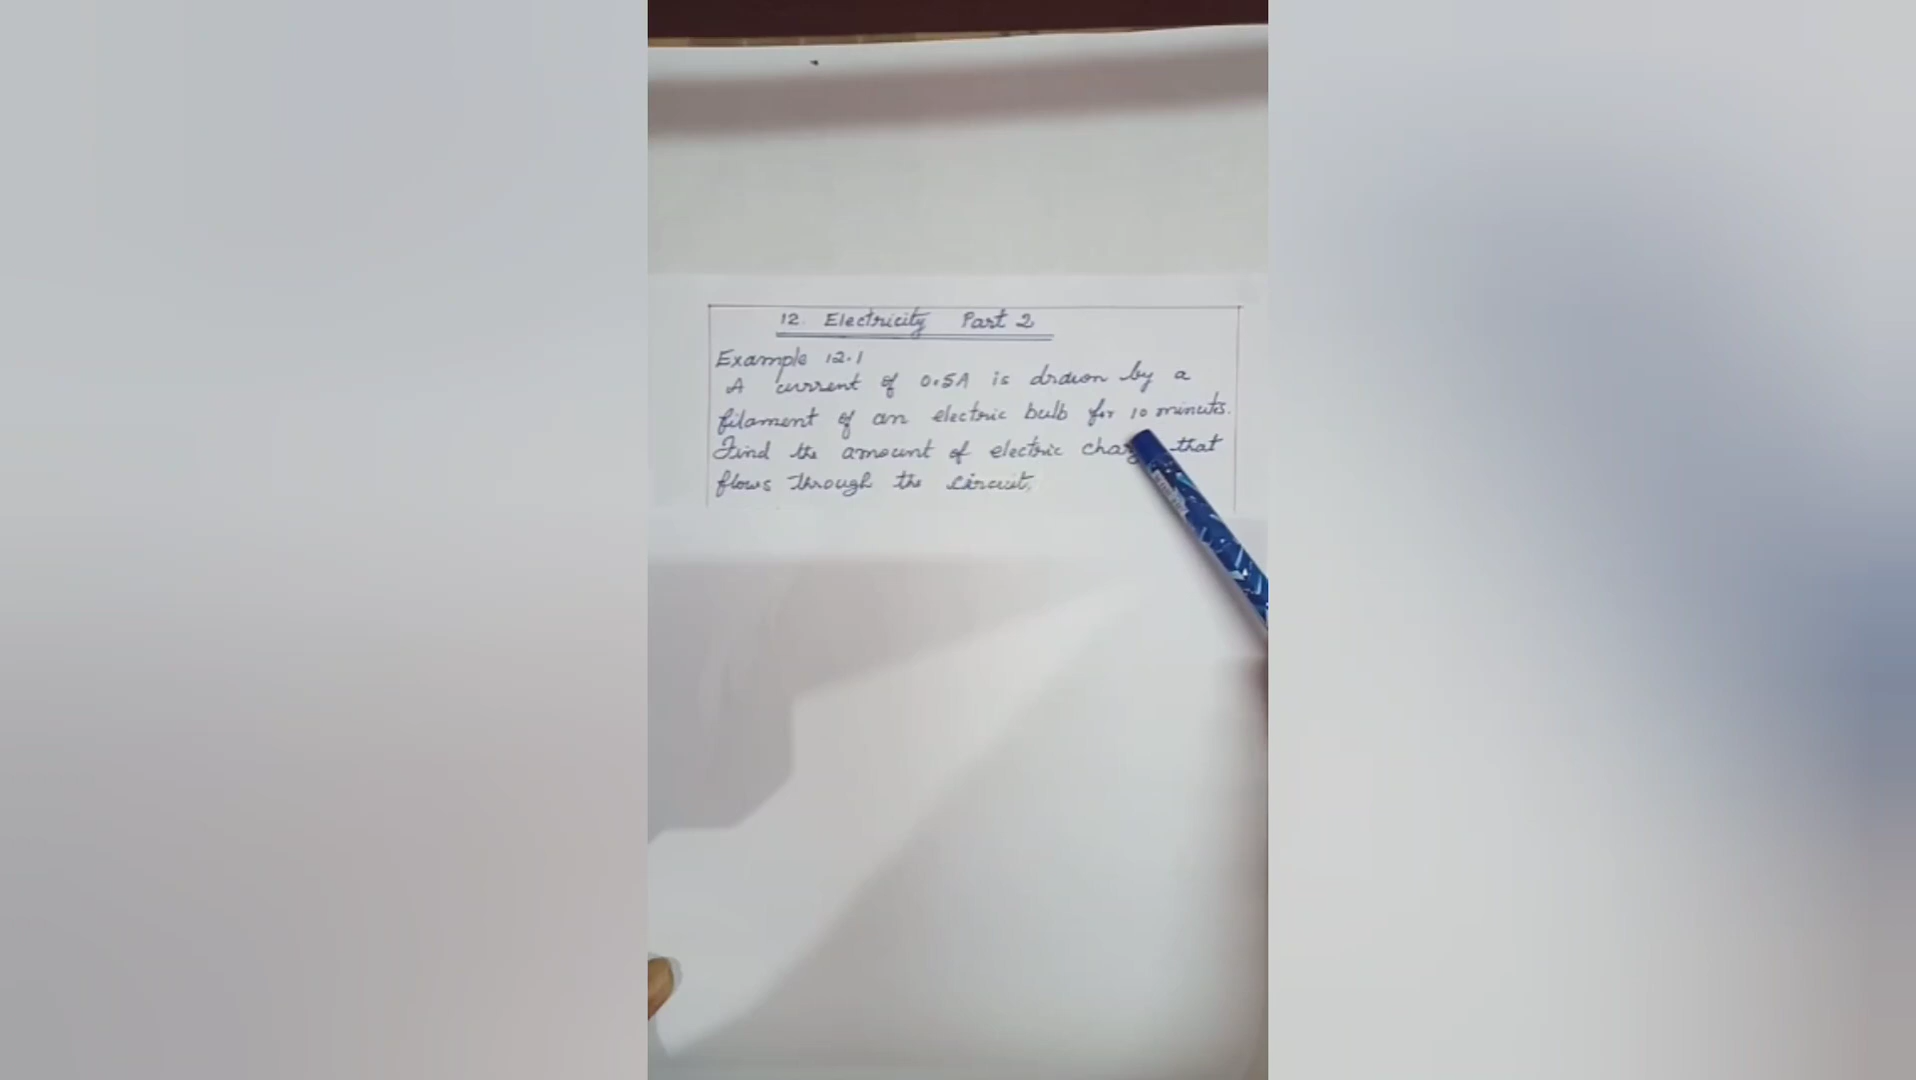 12. Electricity Part 2
Example 12.1
A current of 0.5A is drawn by a
filament of an electric bulb for 10 minutes.
Find the amount of electric charge that
flows through the circuit.